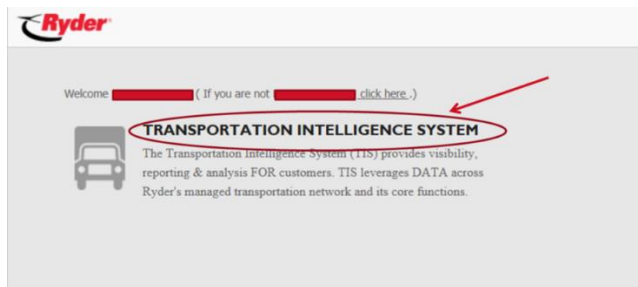 Ryder
Welcome ( If you are not click here .)
TRANSPORTATION INTELLIGENCE SYSTEM
The Transportation Intelligence System (TIS) provides visibility,
reporting & analysis FOR customers. TIS leverages DATA across
Ryder's managed transportation network and its core functions.